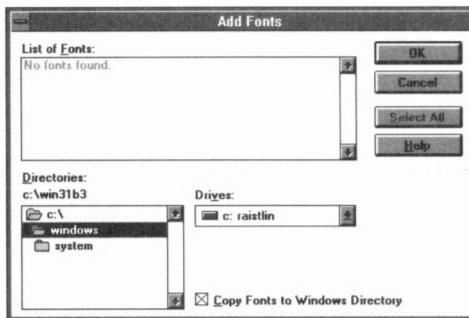 Add Fonts
List of Fonts:
No fonts found.
OK
Cancel
Select All
Help
Directories:
c:\win31b3
c:\
windows
system
Drives:
c: raistlin
Copy Fonts to Windows Directory